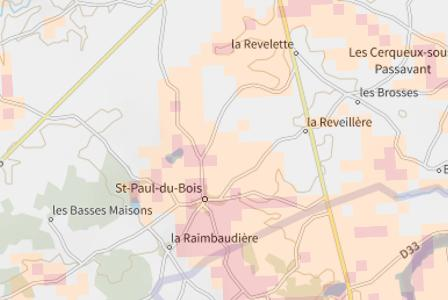 la Revelette
Les Cerqueux-sous
Passavant
les Brosses
la Reveillère
St-Paul-du-Bois
les Basses Maisons
la Raimbaudière
D33